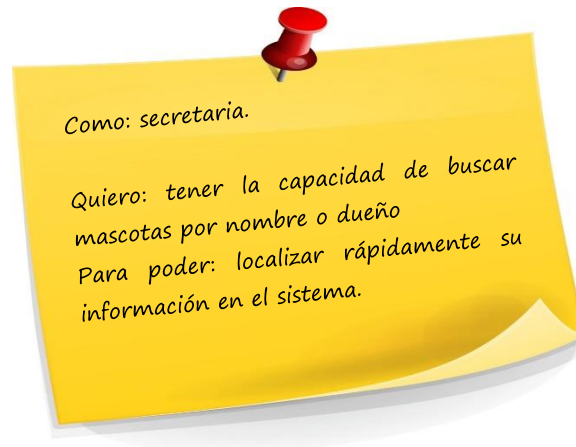 Como: secretaria.
Quiero: tener la capacidad de buscar
mascotas por nombre o dueño
Para poder: localizar rápidamente su
información en el sistema.